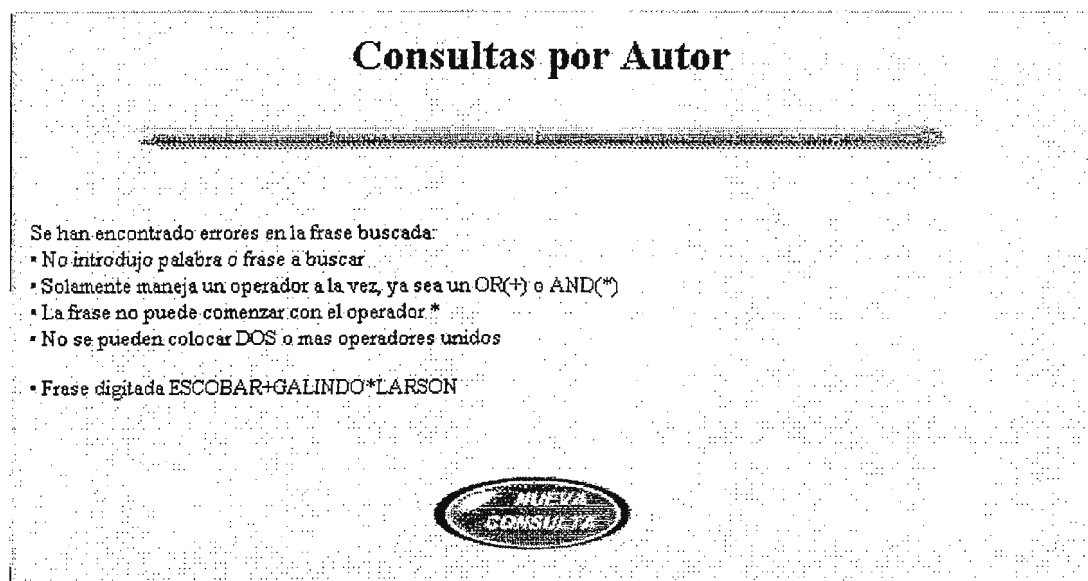 Consultas por Autor
Se han encontrado errores en la frase buscada:
▪ No introdujo palabra o frase a buscar
▪ Solamente maneja un operador a la vez, ya sea un OR(+) o AND(*)
▪ La frase no puede comenzar con el operador *
▪ No se pueden colocar DOS o mas operadores unidos
▪ Frase digitada ESCOBAR+GALINDO*LARSON
NUEVA
CONSULTA